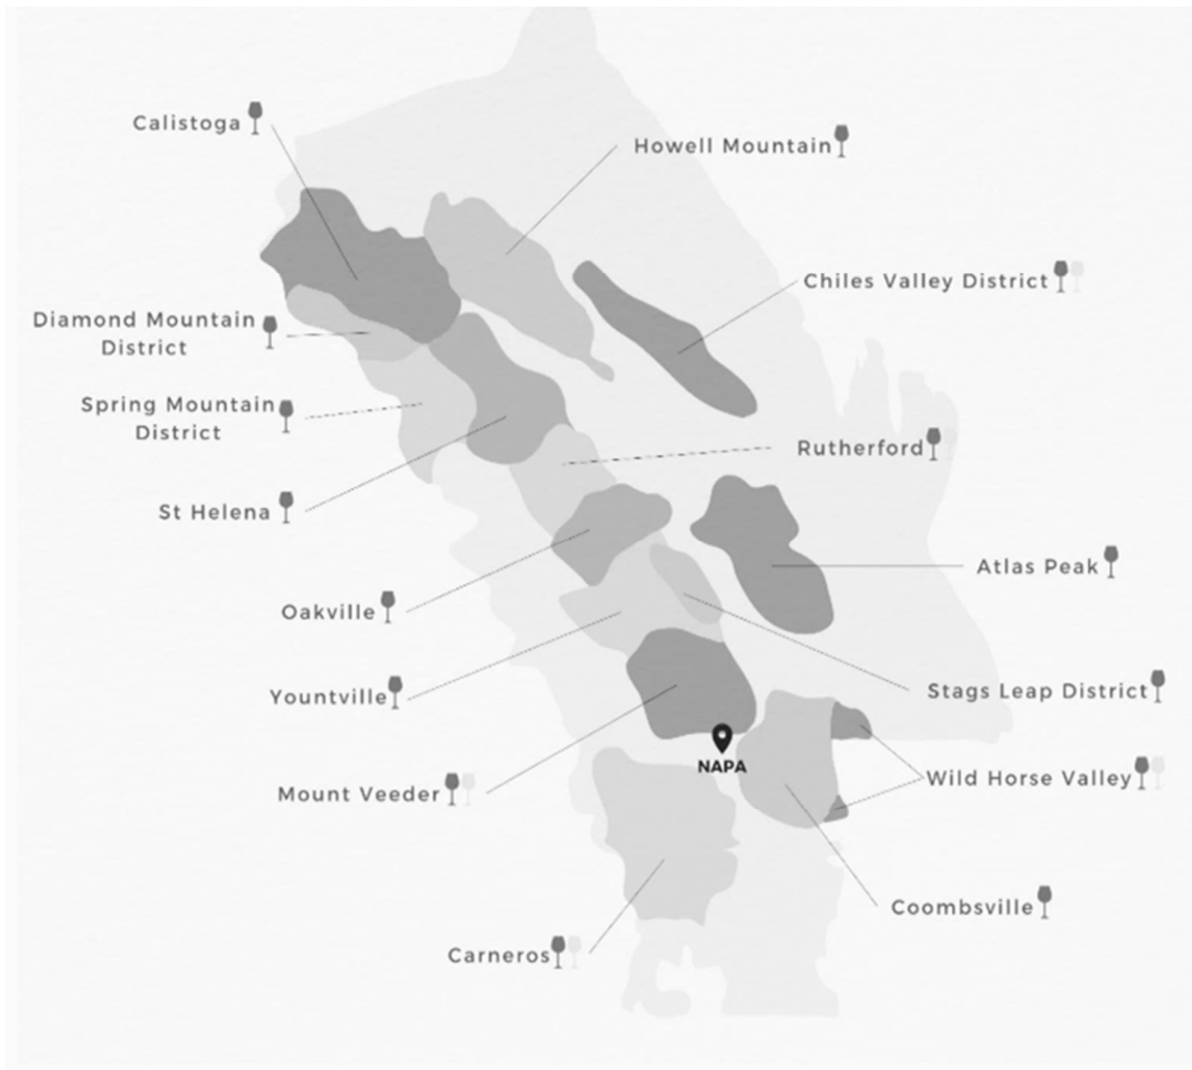 Calistoga
Howell Mountain
Chiles Valley District
Diamond Mountain
District
Spring Mountain
District
Rutherford
St Helena
Atlas Peak
Oakville
Stags Leap District
Yountville
NAPA
Wild Horse Valley
Mount Veeder
Coombsville
Carneros